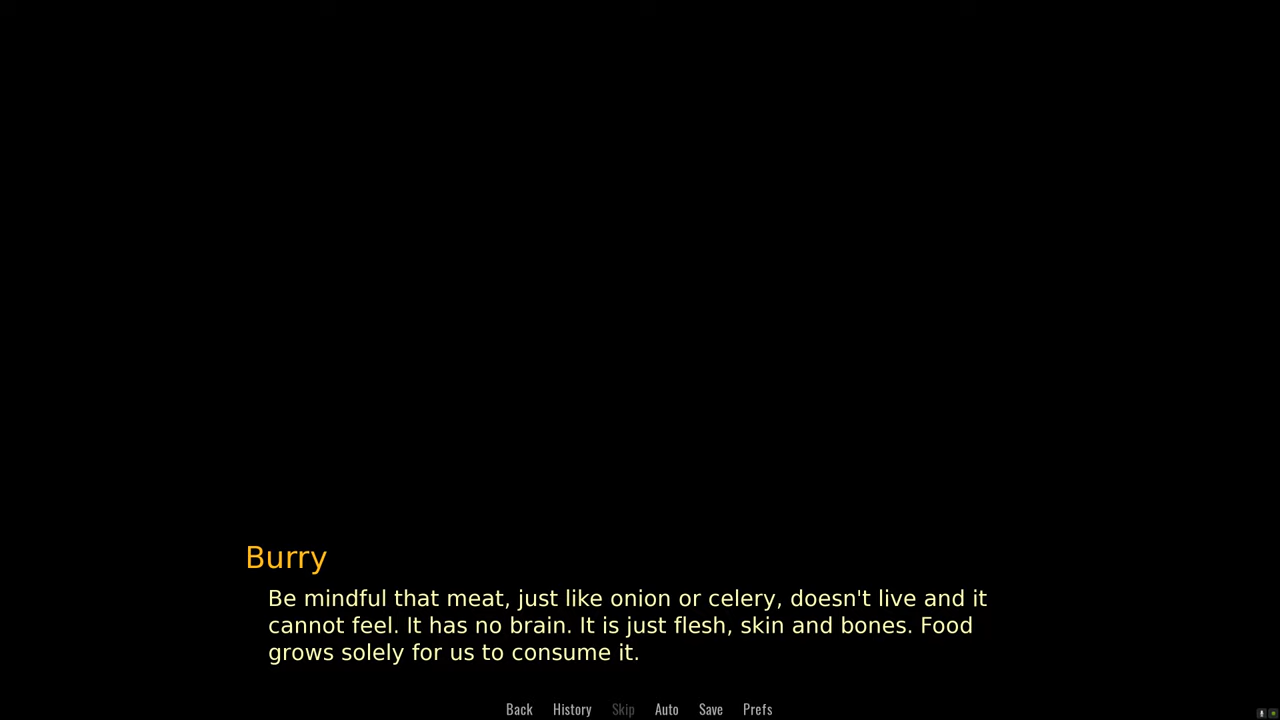 Burry
Be mindful that meat, just like onion or celery, doesn't live and it
cannot feel. It has no brain. It is just flesh, skin and bones. Food
grows solely for us to consume it.
Back History Skip Auto Save Prefs